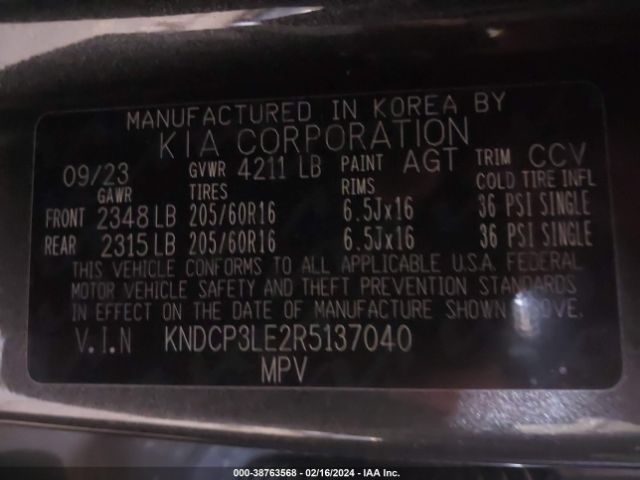 MANUFACTURED IN KOREA BY
KIA CORPORATION
09/23 GVWR 4211 LB PAINT AGT TRIM CCV
GAWR TIRES RIMS COLD TIRE INFL
FRONT 2348 LB 205/60R16 6.5Jx16 36 PSI SINGLE
REAR 2315 LB 205/60R16 6.5Jx16 36 PSI SINGLE
THIS VEHICLE CONFORMS TO ALL APPLICABLE U.S.A. FEDERAL
MOTOR VEHICLE SAFETY AND THEFT PREVENTION STANDARDS
IN EFFECT ON THE DATE OF MANUFACTURE SHOWN ABOVE.
V.I.N KNDCP3LE2R5137040
MPV
000-38763568 - 02/16/2024 - IAA Inc.